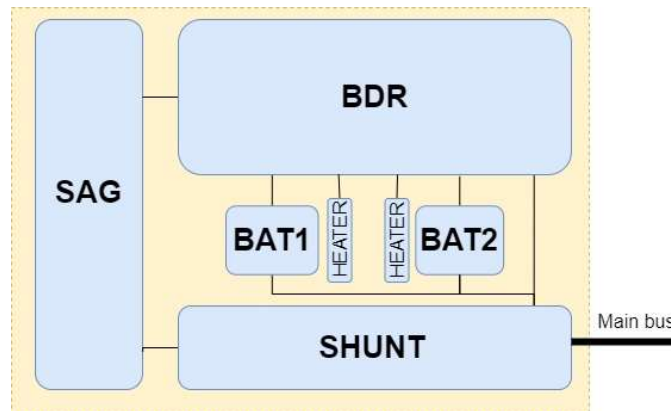 BDR
SAG
BAT1
HEATER
HEATER
BAT2
SHUNT
Main bus